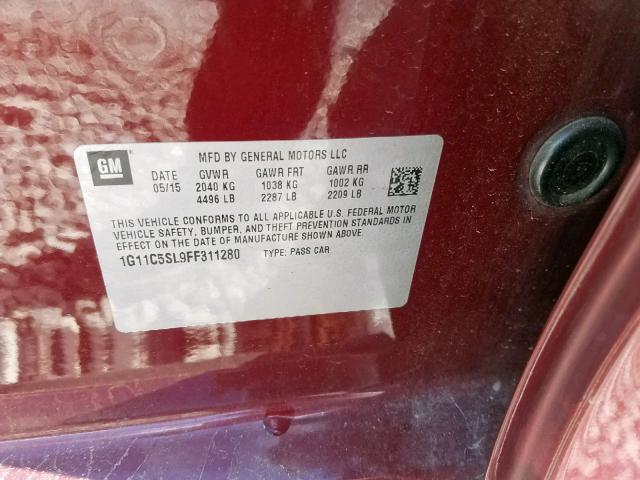 GM
MFD BY GENERAL MOTORS LLC
DATE GVWR GAWR FRT GAWR RR
05/15 2040 KG 1038 KG 1002 KG
4496 LB 2287 LB 2209 LB
THIS VEHICLE CONFORMS TO ALL APPLICABLE U.S. FEDERAL MOTOR
VEHICLE SAFETY, BUMPER, AND THEFT PREVENTION STANDARDS IN
EFFECT ON THE DATE OF MANUFACTURE SHOWN ABOVE.
1G11C5SL9FF311280 TYPE: PASS CAR